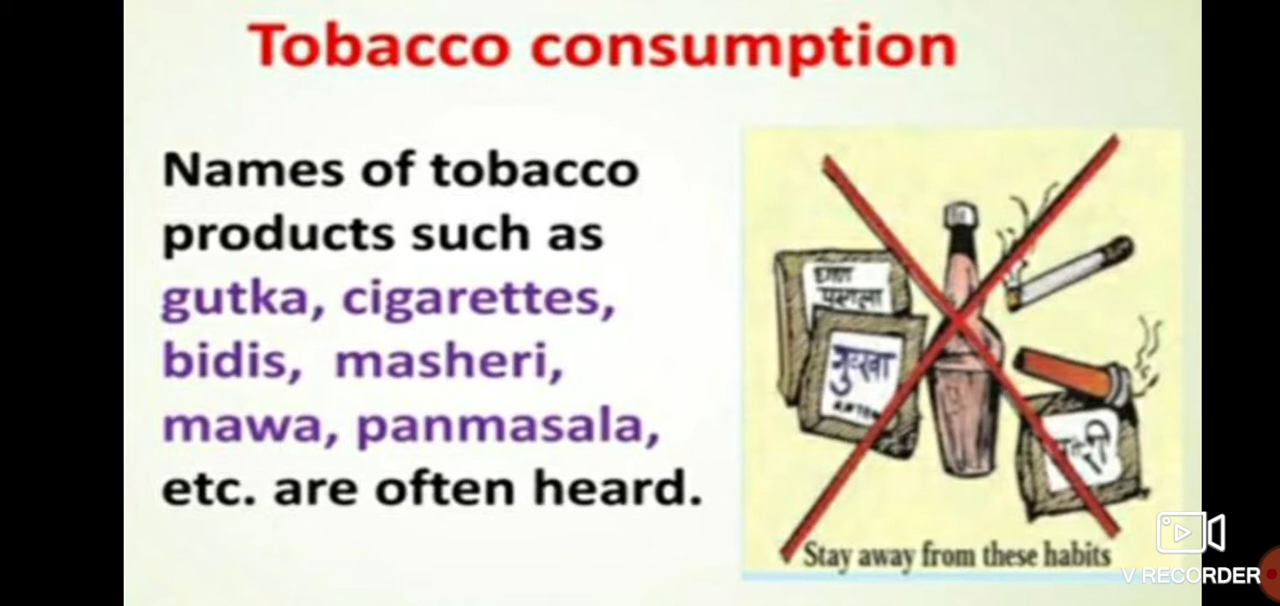 Tobacco consumption
Names of tobacco
products such as
gutka, cigarettes,
bidis, masheri,
mawa, panmasala,
etc. are often heard.
Stay away from these habits
V RECORDER